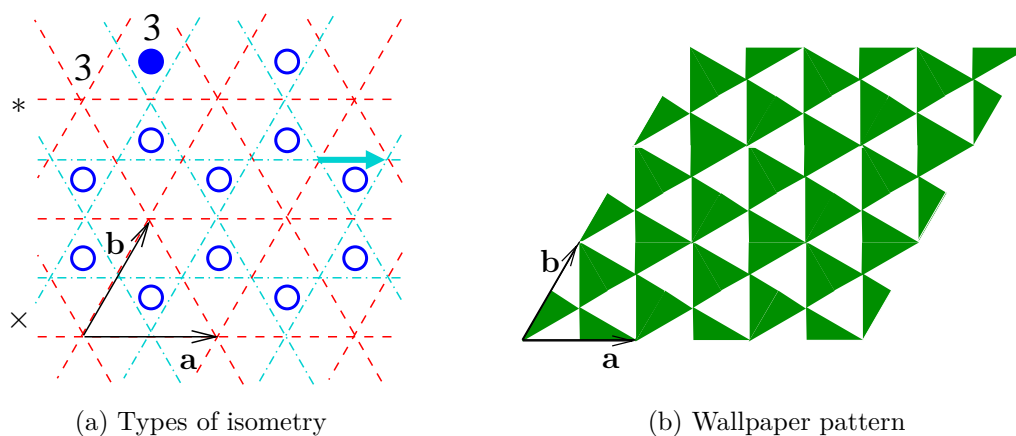 3
3
*
×
b
a
b
a
(a) Types of isometry
(b) Wallpaper pattern